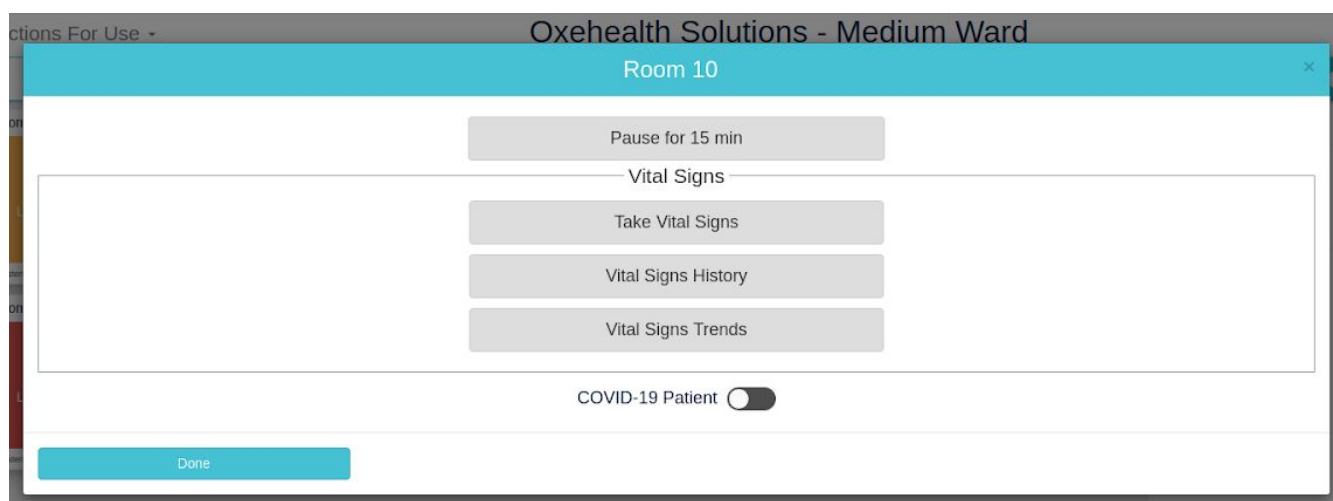 ctions For Use
Oxehealth Solutions - Medium Ward
Room 10
×
Pause for 15 min
Vital Signs
Take Vital Signs
Vital Signs History
Vital Signs Trends
COVID-19 Patient
Done